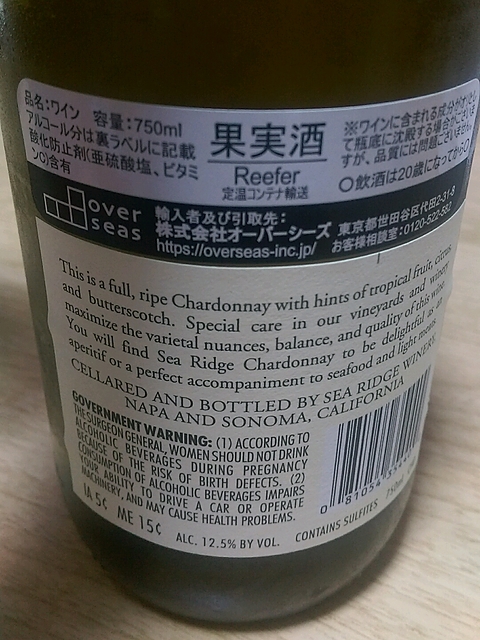 品名：ワイン 容量：750ml
アルコール分は裏ラベルに記載
酸化防止剤(亜硫酸塩、ビタミ
ンC)含有
果実酒
Reefer
定温コンテナ輸送
※ワインに含まれる成分が
て瓶底に沈殿する場合がございま
すが、品質には問題ございません
〇飲酒は20歳になってから〇
over
seas
輸入者及び引取先：
株式会社オーバーシーズ
https://overseas-inc.jp/
東京都世田谷区代田2-31-8
お客様相談室：0120-522-582
This is a full, ripe Chardonnay with hints of tropical fruit, citrus
and butterscotch. Special care in our vineyards and winery
maximize the varietal nuances, balance, and quality of this wine.
You will find Sea Ridge Chardonnay to be delightful as an
aperitif or a perfect accompaniment to seafood and light meats.
CELLARED AND BOTTLED BY SEA RIDGE WINERY,
NAPA AND SONOMA, CALIFORNIA
GOVERNMENT WARNING: (1) ACCORDING TO
THE SURGEON GENERAL, WOMEN SHOULD NOT DRINK
ALCOHOLIC BEVERAGES DURING PREGNANCY
BECAUSE OF THE RISK OF BIRTH DEFECTS. (2)
CONSUMPTION OF ALCOHOLIC BEVERAGES IMPAIRS
YOUR ABILITY TO DRIVE A CAR OR OPERATE
MACHINERY, AND MAY CAUSE HEALTH PROBLEMS.
IA 5¢ ME 15¢
ALC. 12.5% BY VOL.
CONTAINS SULFITES
750ml
0 81054